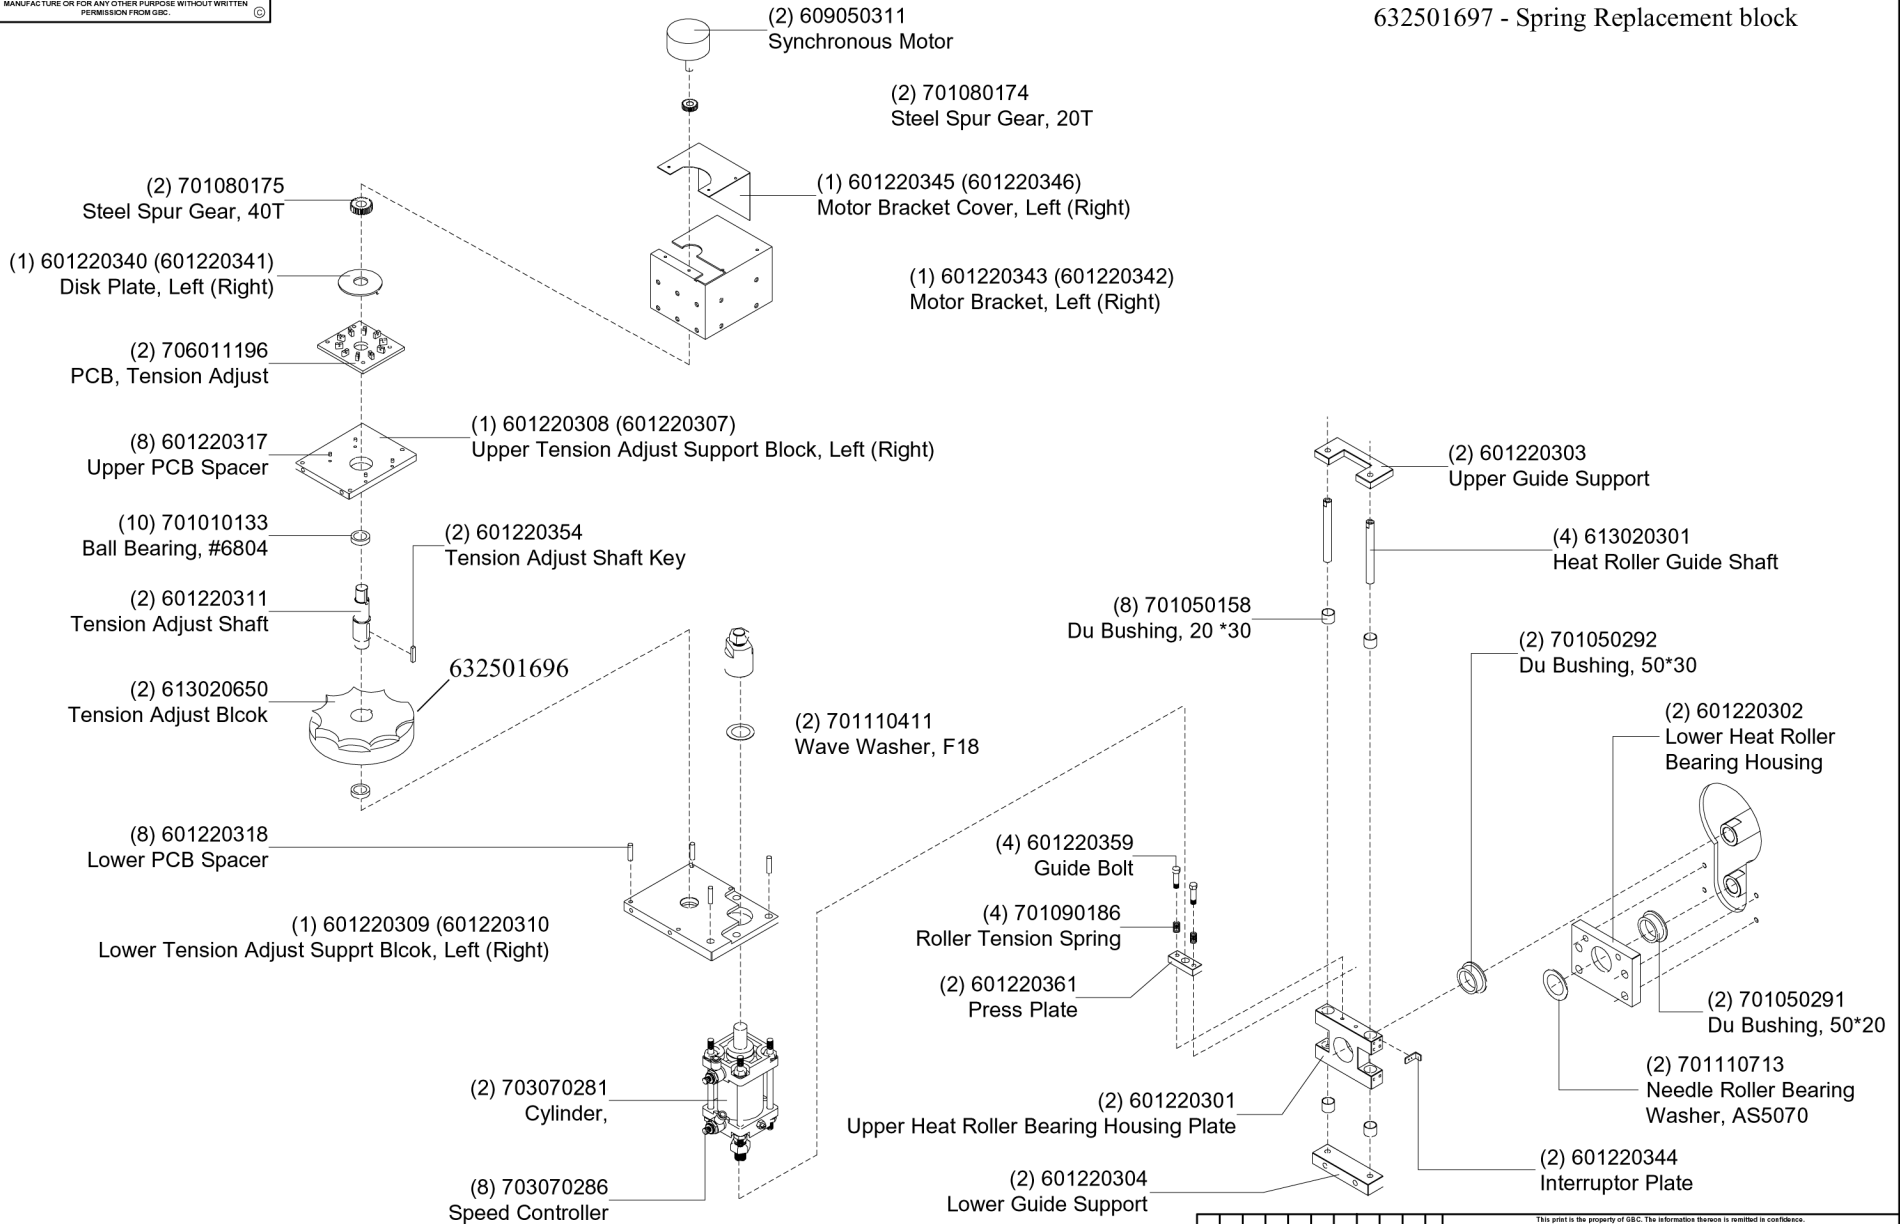 MANUFACTURE OR FOR ANY OTHER PURPOSE WITHOUT WRITTEN
PERMISSION FROM GBC. ©
632501697 - Spring Replacement block
(2) 609050311
Synchronous Motor
(2) 701080174
Steel Spur Gear, 20T
(2) 701080175
Steel Spur Gear, 40T
(1) 601220345 (601220346)
Motor Bracket Cover, Left (Right)
(1) 601220340 (601220341)
Disk Plate, Left (Right)
(1) 601220343 (601220342)
Motor Bracket, Left (Right)
(2) 706011196
PCB, Tension Adjust
(1) 601220308 (601220307)
Upper Tension Adjust Support Block, Left (Right)
(8) 601220317
Upper PCB Spacer
(2) 601220303
Upper Guide Support
(10) 701010133
Ball Bearing, #6804
(2) 601220354
Tension Adjust Shaft Key
(4) 613020301
Heat Roller Guide Shaft
(2) 601220311
Tension Adjust Shaft
(8) 701050158
Du Bushing, 20 *30
(2) 701050292
Du Bushing, 50*30
632501696
(2) 613020650
Tension Adjust Blcok
(2) 701110411
Wave Washer, F18
(2) 601220302
Lower Heat Roller
Bearing Housing
(8) 601220318
Lower PCB Spacer
(4) 601220359
Guide Bolt
(1) 601220309 (601220310
Lower Tension Adjust Supprt Blcok, Left (Right)
(4) 701090186
Roller Tension Spring
(2) 601220361
Press Plate
(2) 701050291
Du Bushing, 50*20
(2) 703070281
Cylinder,
(2) 601220301
Upper Heat Roller Bearing Housing Plate
(2) 701110713
Needle Roller Bearing
Washer, AS5070
(8) 703070286
Speed Controller
(2) 601220304
Lower Guide Support
(2) 601220344
Interruptor Plate
This print is the property of GBC. The information thereon is remitted in confidence.